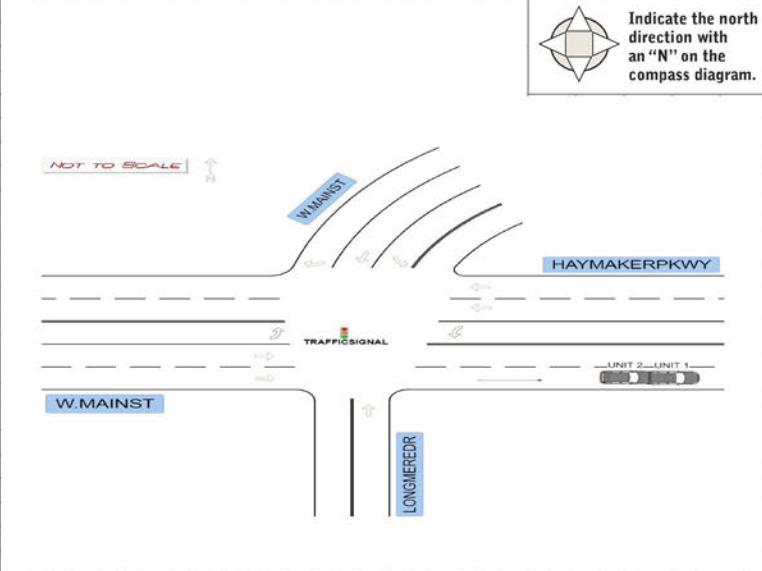 Indicate the north
direction with
an “N” on the
compass diagram.
NOT TO SCALE
N
W.MAINST
HAYMAKERPKWY
TRAFFICSIGNAL
UNIT 2 UNIT 1
W.MAINST
LONGMEREDR